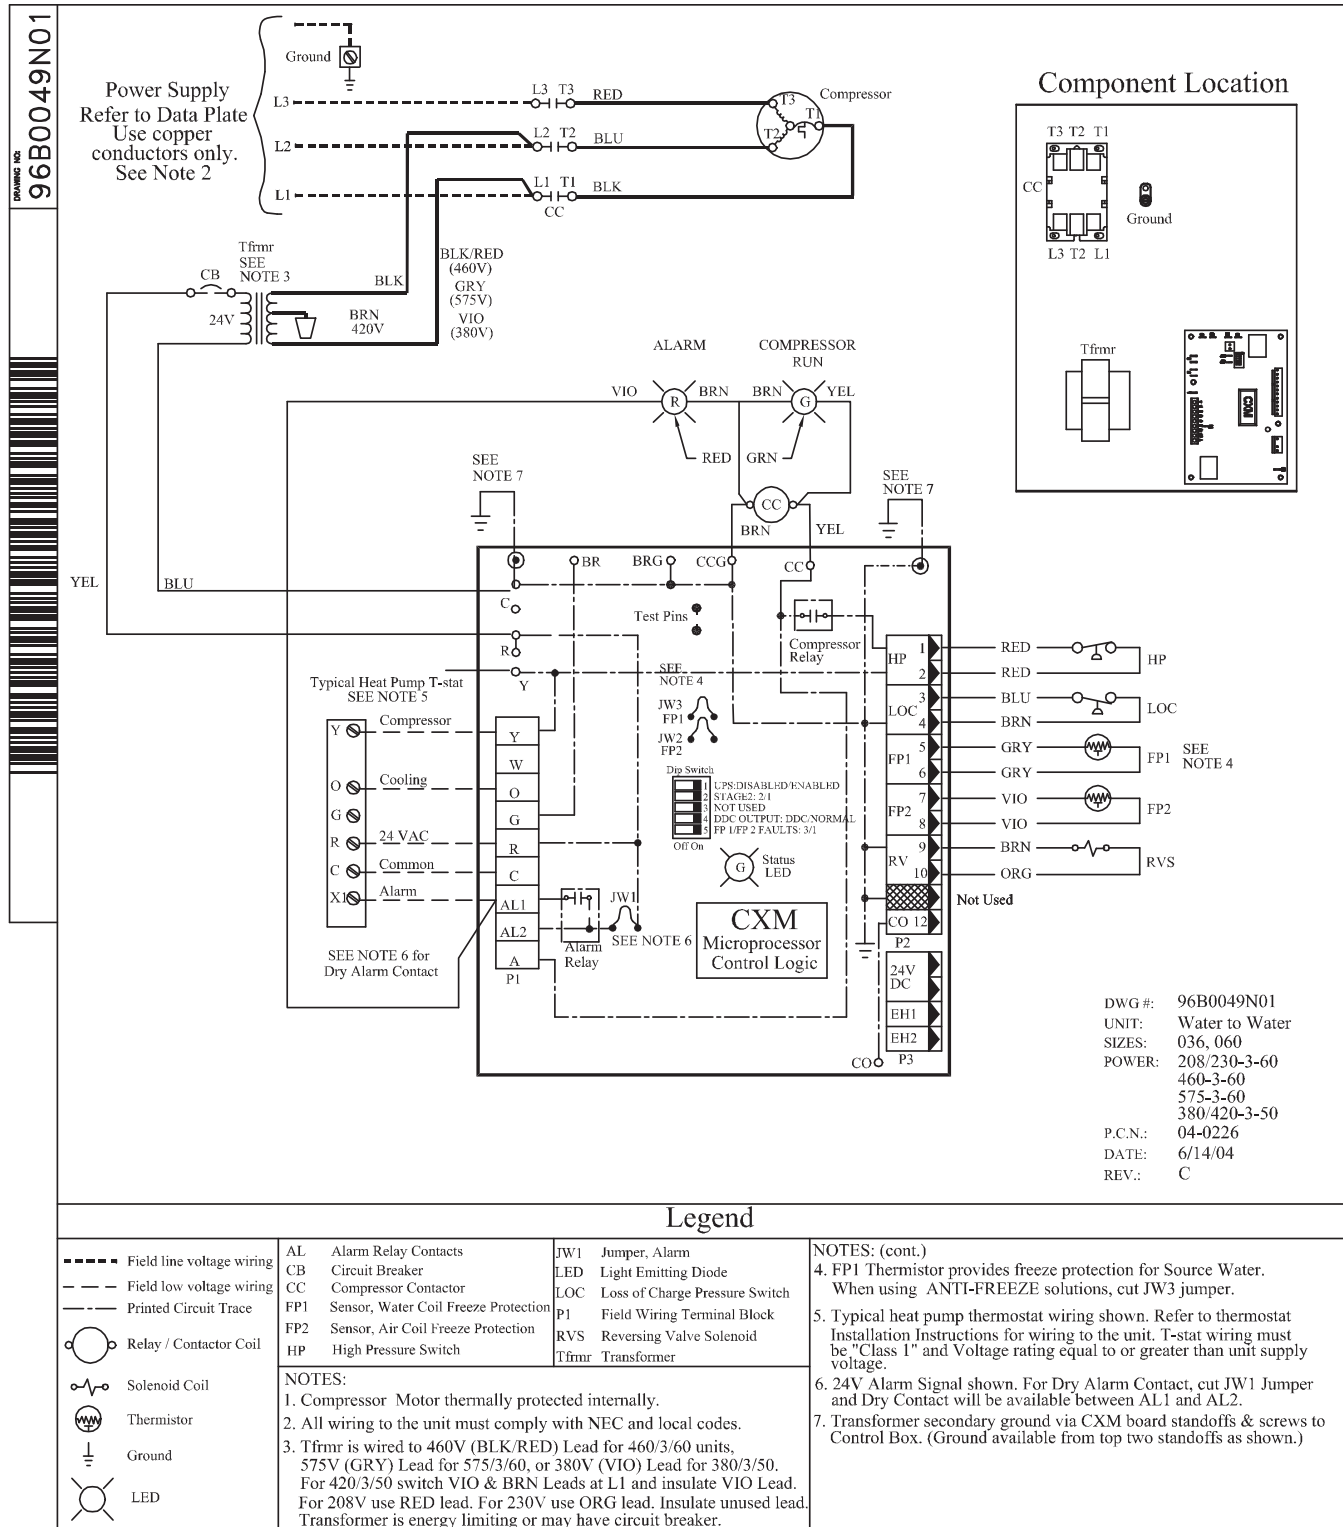 DRAWING NO:
96B0049N01
Power Supply
Refer to Data Plate
Use copper
conductors only.
See Note 2
Ground
L3
L2
L1
L3 T3
RED
L2 T2
BLU
L1 T1
BLK
CC
T3
T1
T2
Compressor
Component Location
T3 T2 T1
CC
Ground
L3 T2 L1
Tfrmr
CXM
Tfrmr
SEE
NOTE 3
CB
24V
BLK
BRN
420V
BLK/RED
(460V)
GRY
(575V)
VIO
(380V)
ALARM
COMPRESSOR
RUN
VIO
R
BRN
BRN
G
YEL
RED
GRN
SEE
NOTE 7
CC
SEE
NOTE 7
BRN
YEL
YEL
BLU
BR
BRG
CCG
CC
C
R
Y
Test Pins
Compressor
Relay
SEE
NOTE 4
JW3
FP1
JW2
FP2
Typical Heat Pump T-stat
SEE NOTE 5
Y
Compressor
O
Cooling
G
R
24 VAC
C
Common
X1
Alarm
SEE NOTE 6 for
Dry Alarm Contact
Y
W
O
G
R
C
AL1
AL2
A
P1
Alarm
Relay
JW1
SEE NOTE 6
Dip Switch
1 UPS:DISABLED/ENABLED
2 STAGE2: 2/1
3 NOT USED
4 DDC OUTPUT: DDC/NORMAL
5 FP 1/FP 2 FAULTS: 3/1
Off On
G
Status
LED
CXM
Microprocessor
Control Logic
HP
1
2
LOC
3
4
FP1
5
6
FP2
7
8
RV
9
10
CO 12
P2
24V
DC
EH1
EH2
P3
CO
RED
RED
HP
BLU
BRN
LOC
GRY
GRY
FP1
SEE
NOTE 4
VIO
VIO
FP2
BRN
ORG
RVS
Not Used
DWG #: 96B0049N01
UNIT: Water to Water
SIZES: 036, 060
POWER: 208/230-3-60
460-3-60
575-3-60
380/420-3-50
P.C.N.: 04-0226
DATE: 6/14/04
REV.: C
Legend
Field line voltage wiring
Field low voltage wiring
Printed Circuit Trace
Relay / Contactor Coil
Solenoid Coil
Thermistor
Ground
LED
AL Alarm Relay Contacts
CB Circuit Breaker
CC Compressor Contactor
FP1 Sensor, Water Coil Freeze Protection
FP2 Sensor, Air Coil Freeze Protection
HP High Pressure Switch
JW1 Jumper, Alarm
LED Light Emitting Diode
LOC Loss of Charge Pressure Switch
P1 Field Wiring Terminal Block
RVS Reversing Valve Solenoid
Tfrmr Transformer
NOTES:
1. Compressor Motor thermally protected internally.
2. All wiring to the unit must comply with NEC and local codes.
3. Tfrmr is wired to 460V (BLK/RED) Lead for 460/3/60 units,
575V (GRY) Lead for 575/3/60, or 380V (VIO) Lead for 380/3/50.
For 420/3/50 switch VIO & BRN Leads at L1 and insulate VIO Lead.
For 208V use RED lead. For 230V use ORG lead. Insulate unused lead.
Transformer is energy limiting or may have circuit breaker.
NOTES: (cont.)
4. FP1 Thermistor provides freeze protection for Source Water.
When using ANTI-FREEZE solutions, cut JW3 jumper.
5. Typical heat pump thermostat wiring shown. Refer to thermostat
Installation Instructions for wiring to the unit. T-stat wiring must
be "Class 1" and Voltage rating equal to or greater than unit supply
voltage.
6. 24V Alarm Signal shown. For Dry Alarm Contact, cut JW1 Jumper
and Dry Contact will be available between AL1 and AL2.
7. Transformer secondary ground via CXM board standoffs & screws to
Control Box. (Ground available from top two standoffs as shown.)